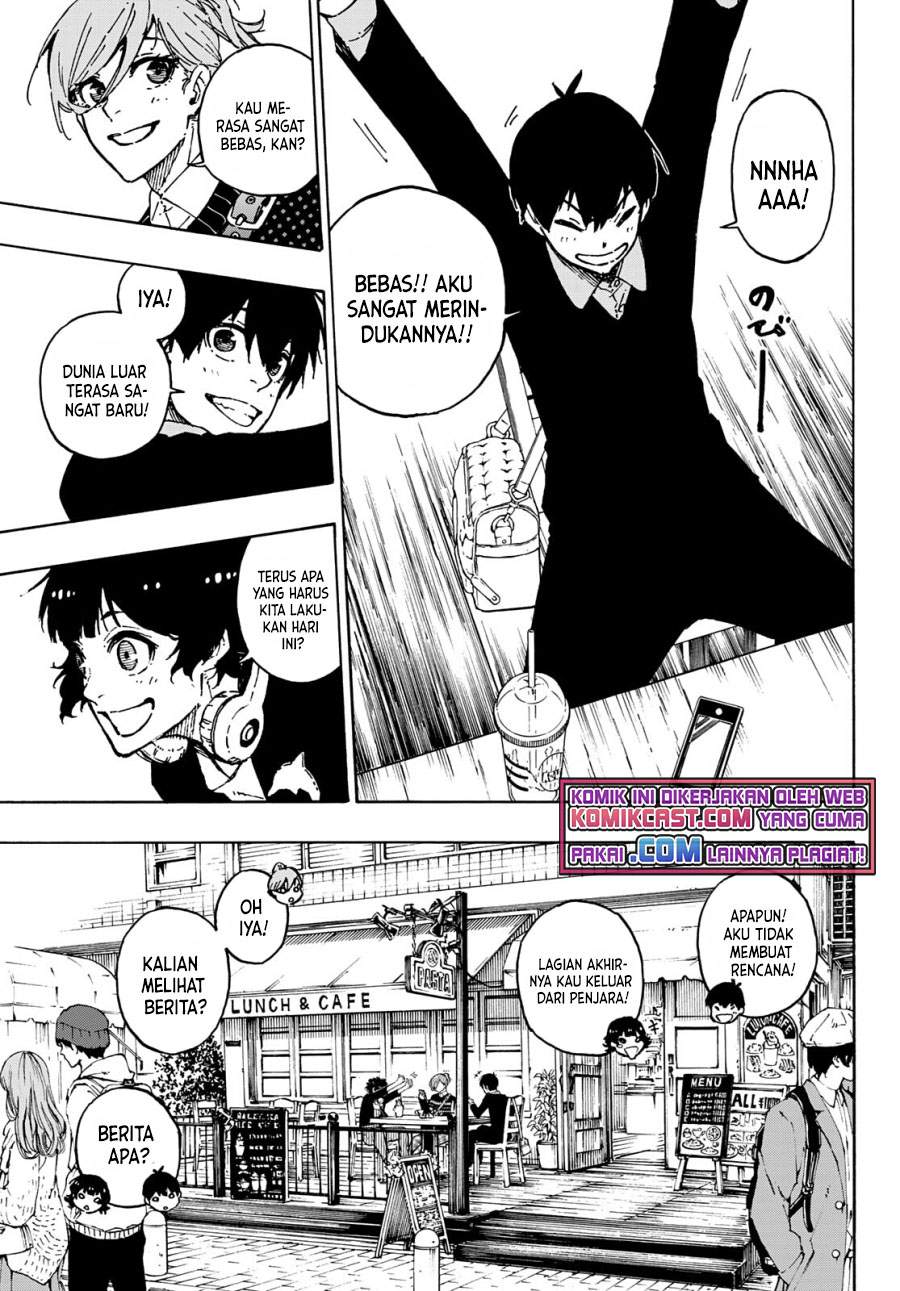 NNNHA
AAA!
のびー
BEBAS!! AKU
SANGAT MERIN-
DUKANNYA!!
KAU ME-
RASA SANGAT
BEBAS, KAN?
IYA!
DUNIA LUAR
TERASA SA-
NGAT BARU!
TERUS APA
YANG HARUS
KITA LAKU-
KAN HARI
INI?
KOMIK INI DIKERJAKAN OLEH WEB
KOMIKCAST.COM YANG CUMA
PAKAI .COM LAINNYA PLAGIAT!
APAPUN!
AKU TIDAK
MEMBUAT
RENCANA!
LAGIAN AKHIR-
NYA KAU KELUAR
DARI PENJARA!
OH
IYA!
KALIAN
MELIHAT
BERITA?
BERITA
APA?
LUNCH & CAFE
PASTA
LUNCH CAFE
MENU
ALL